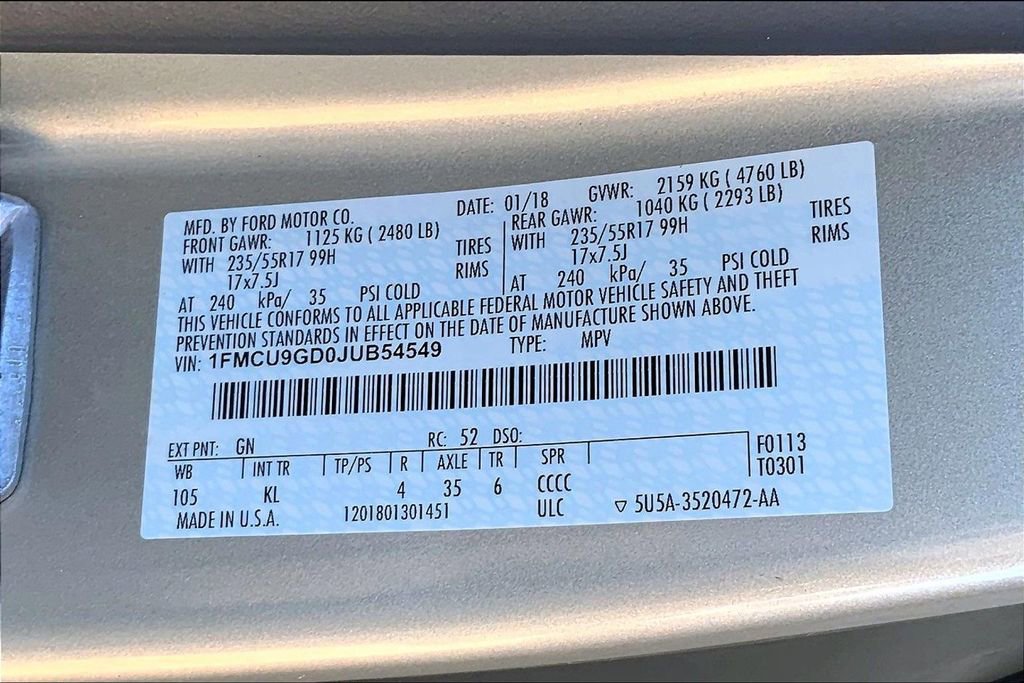 MFD. BY FORD MOTOR CO. DATE: 01/18 GVWR: 2159 KG ( 4760 LB)
FRONT GAWR: 1125 KG ( 2480 LB) REAR GAWR: 1040 KG ( 2293 LB)
WITH 235/55R17 99H TIRES WITH 235/55R17 99H TIRES
17x7.5J RIMS 17x7.5J RIMS
AT 240 kPa/ 35 PSI COLD AT 240 kPa/ 35 PSI COLD
THIS VEHICLE CONFORMS TO ALL APPLICABLE FEDERAL MOTOR VEHICLE SAFETY AND THEFT
PREVENTION STANDARDS IN EFFECT ON THE DATE OF MANUFACTURE SHOWN ABOVE.
VIN: 1FMCU9GD0JUB54549 TYPE: MPV
EXT PNT: GN RC: 52 DSO:
WB INT TR TP/PS R AXLE TR SPR F0113
T0301
105 KL 4 35 6 CCCC
MADE IN U.S.A. 1201801301451 ULC ▽ 5U5A-3520472-AA